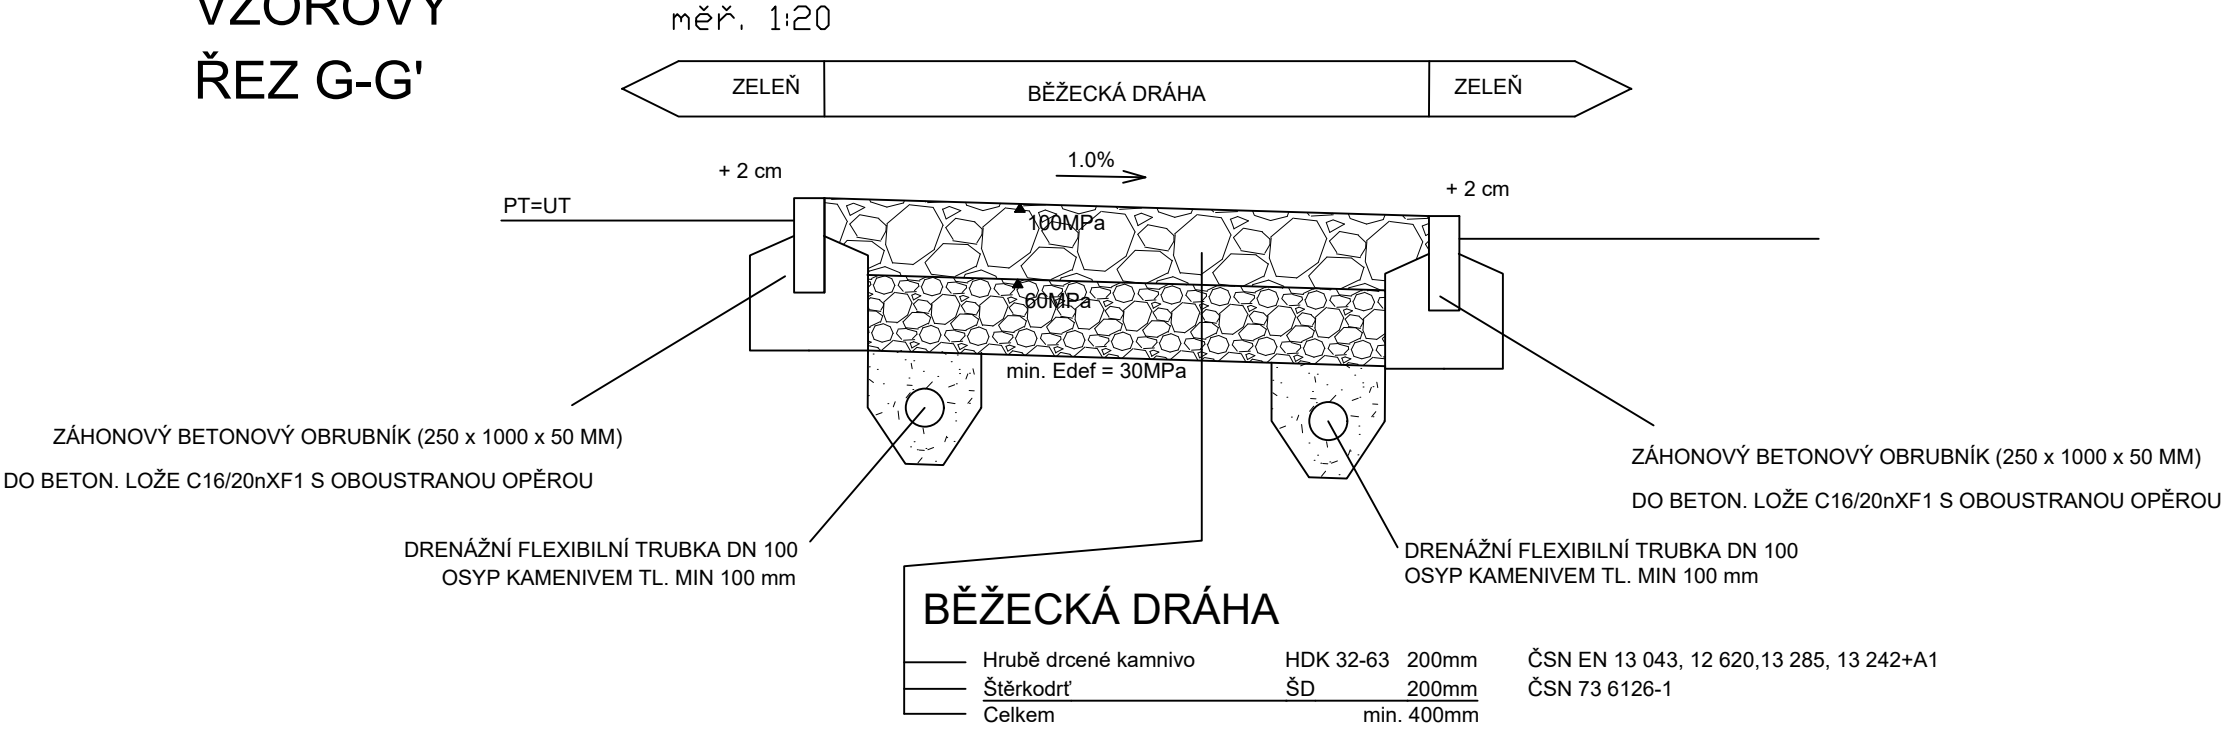 VZOROVÝ
ŘEZ G-G'
měř. 1:20
ZELEŇ
BĚŽECKÁ DRÁHA
ZELEŇ
+ 2 cm
1.0%
+ 2 cm
PT=UT
100MPa
60MPa
min. Edef = 30MPa
ZÁHONOVÝ BETONOVÝ OBRUBNÍK (250 x 1000 x 50 MM)
DO BETON. LOŽE C16/20nXF1 S OBOUSTRANOU OPĚROU
ZÁHONOVÝ BETONOVÝ OBRUBNÍK (250 x 1000 x 50 MM)
DO BETON. LOŽE C16/20nXF1 S OBOUSTRANOU OPĚROU
DRENÁŽNÍ FLEXIBILNÍ TRUBKA DN 100
OSYP KAMENIVEM TL. MIN 100 mm
DRENÁŽNÍ FLEXIBILNÍ TRUBKA DN 100
OSYP KAMENIVEM TL. MIN 100 mm
BĚŽECKÁ DRÁHA
Hrubě drcené kamnivo HDK 32-63 200mm ČSN EN 13 043, 12 620,13 285, 13 242+A1
Štěrkodrť ŠD 200mm ČSN 73 6126-1
Celkem min. 400mm